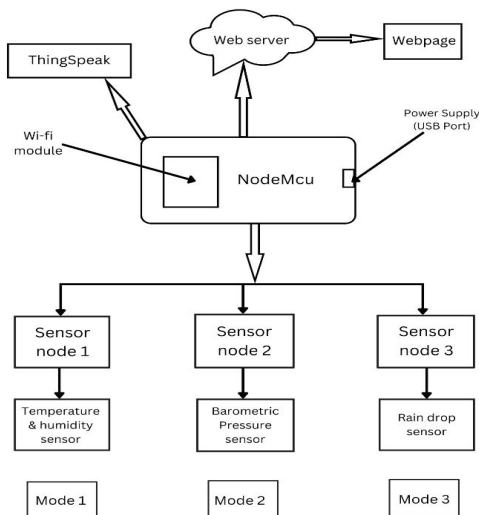 Web server
Webpage
ThingSpeak
Wi-fi
module
Power Supply
(USB Port)
NodeMcu
Sensor
node 1
Sensor
node 2
Sensor
node 3
Temperature
& humidity
sensor
Barometric
Pressure
sensor
Rain drop
sensor
Mode 1
Mode 2
Mode 3